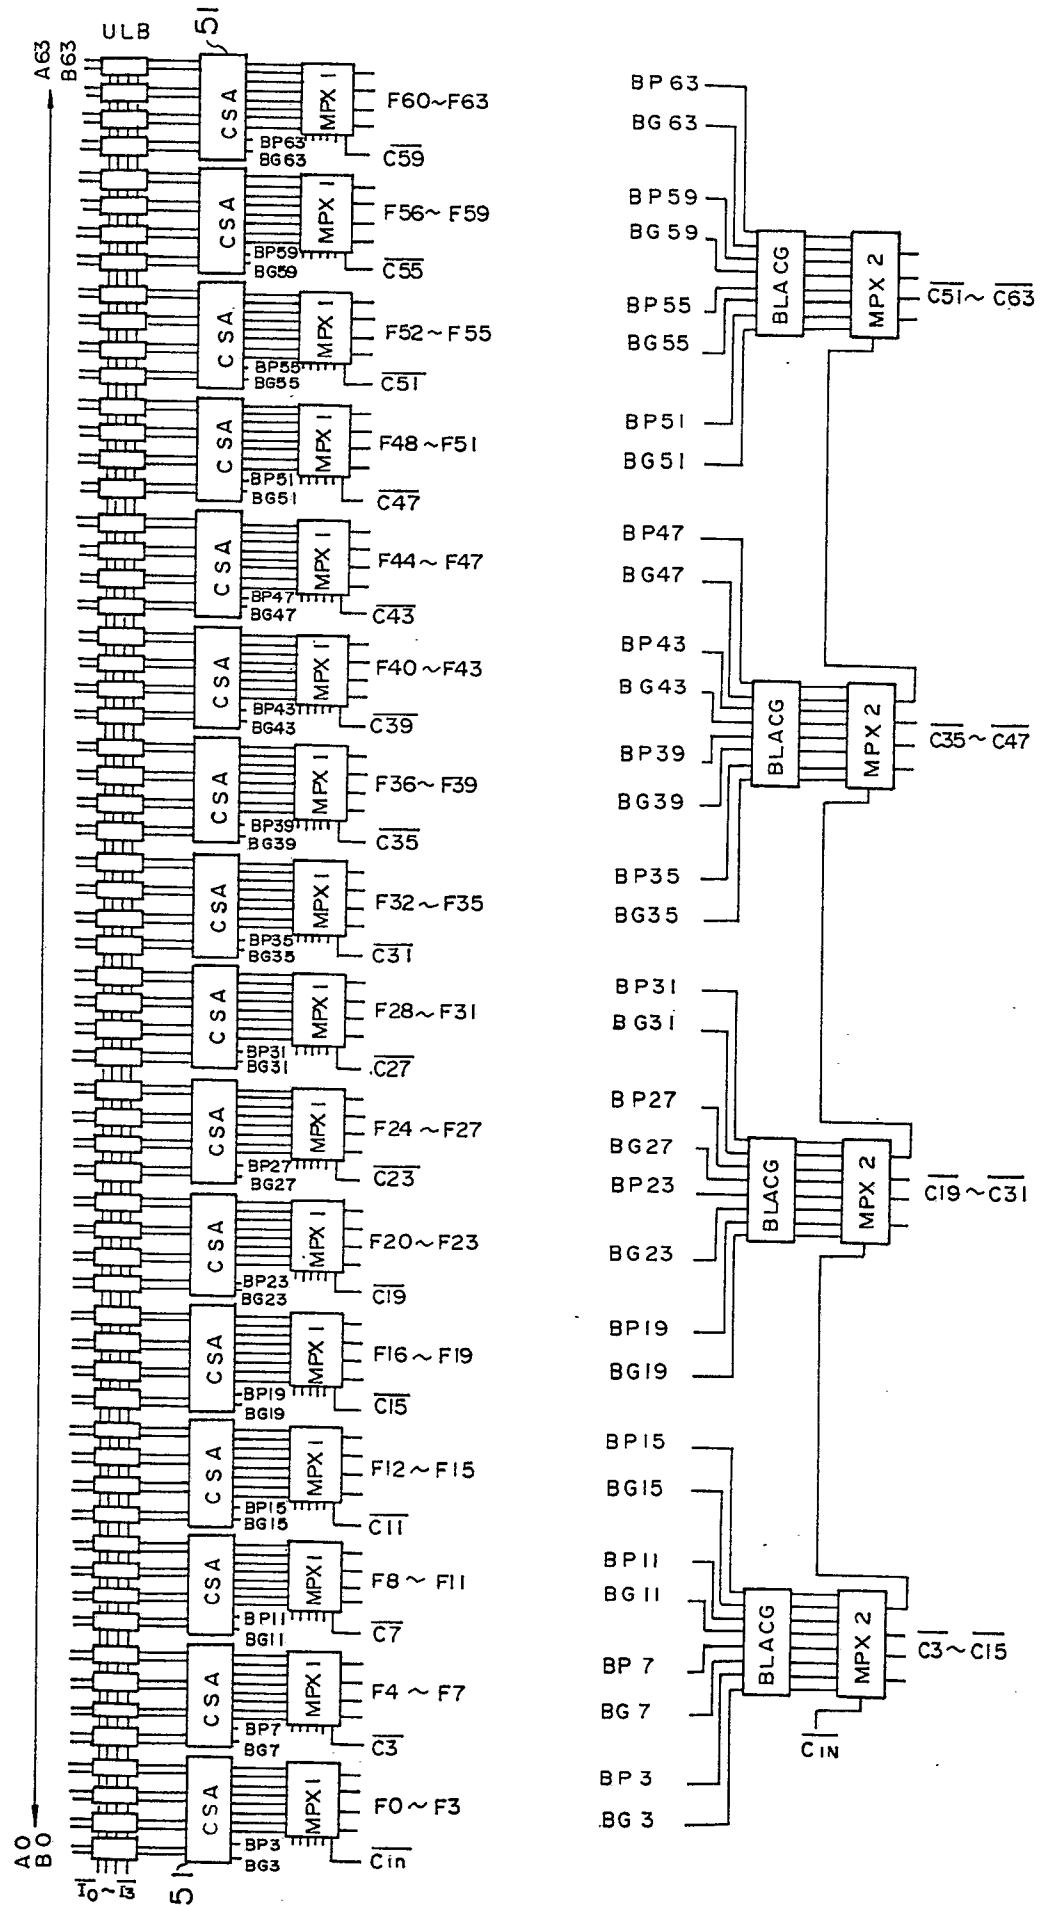 A63
B63
ULB
51
CSA
MPX 1
F60~F63
BP63
BG63
C59
CSA
MPX 1
F56~F59
BP59
BG59
C55
CSA
MPX 1
F52~F55
BP55
BG55
C51
CSA
MPX 1
F48~F51
BP51
BG51
C47
CSA
MPX 1
F44~F47
BP47
BG47
C43
CSA
MPX 1
F40~F43
BP43
BG43
C39
CSA
MPX 1
F36~F39
BP39
BG39
C35
CSA
MPX 1
F32~F35
BP35
BG35
C31
CSA
MPX 1
F28~F31
BP31
BG31
C27
CSA
MPX 1
F24~F27
BP27
BG27
C23
CSA
MPX 1
F20~F23
BP23
BG23
C19
CSA
MPX 1
F16~F19
BP19
BG19
C15
CSA
MPX 1
F12~F15
BP15
BG15
C11
CSA
MPX 1
F8~F11
BP11
BG11
C7
CSA
MPX 1
F4~F7
BP7
BG7
C3
CSA
MPX 1
F0~F3
BP3
BG3
Cin
A0
B0
I0~I3
51
BP63
BG63
BP59
BG59
BP55
BG55
BP51
BG51
BLACG
MPX 2
C51~C63
BP47
BG47
BP43
BG43
BP39
BG39
BP35
BG35
BLACG
MPX 2
C35~C47
BP31
BG31
BP27
BG27
BP23
BG23
BP19
BG19
BLACG
MPX 2
C19~C31
BP15
BG15
BP11
BG11
BP7
BG7
BP3
BG3
BLACG
MPX 2
C3~C15
CIN